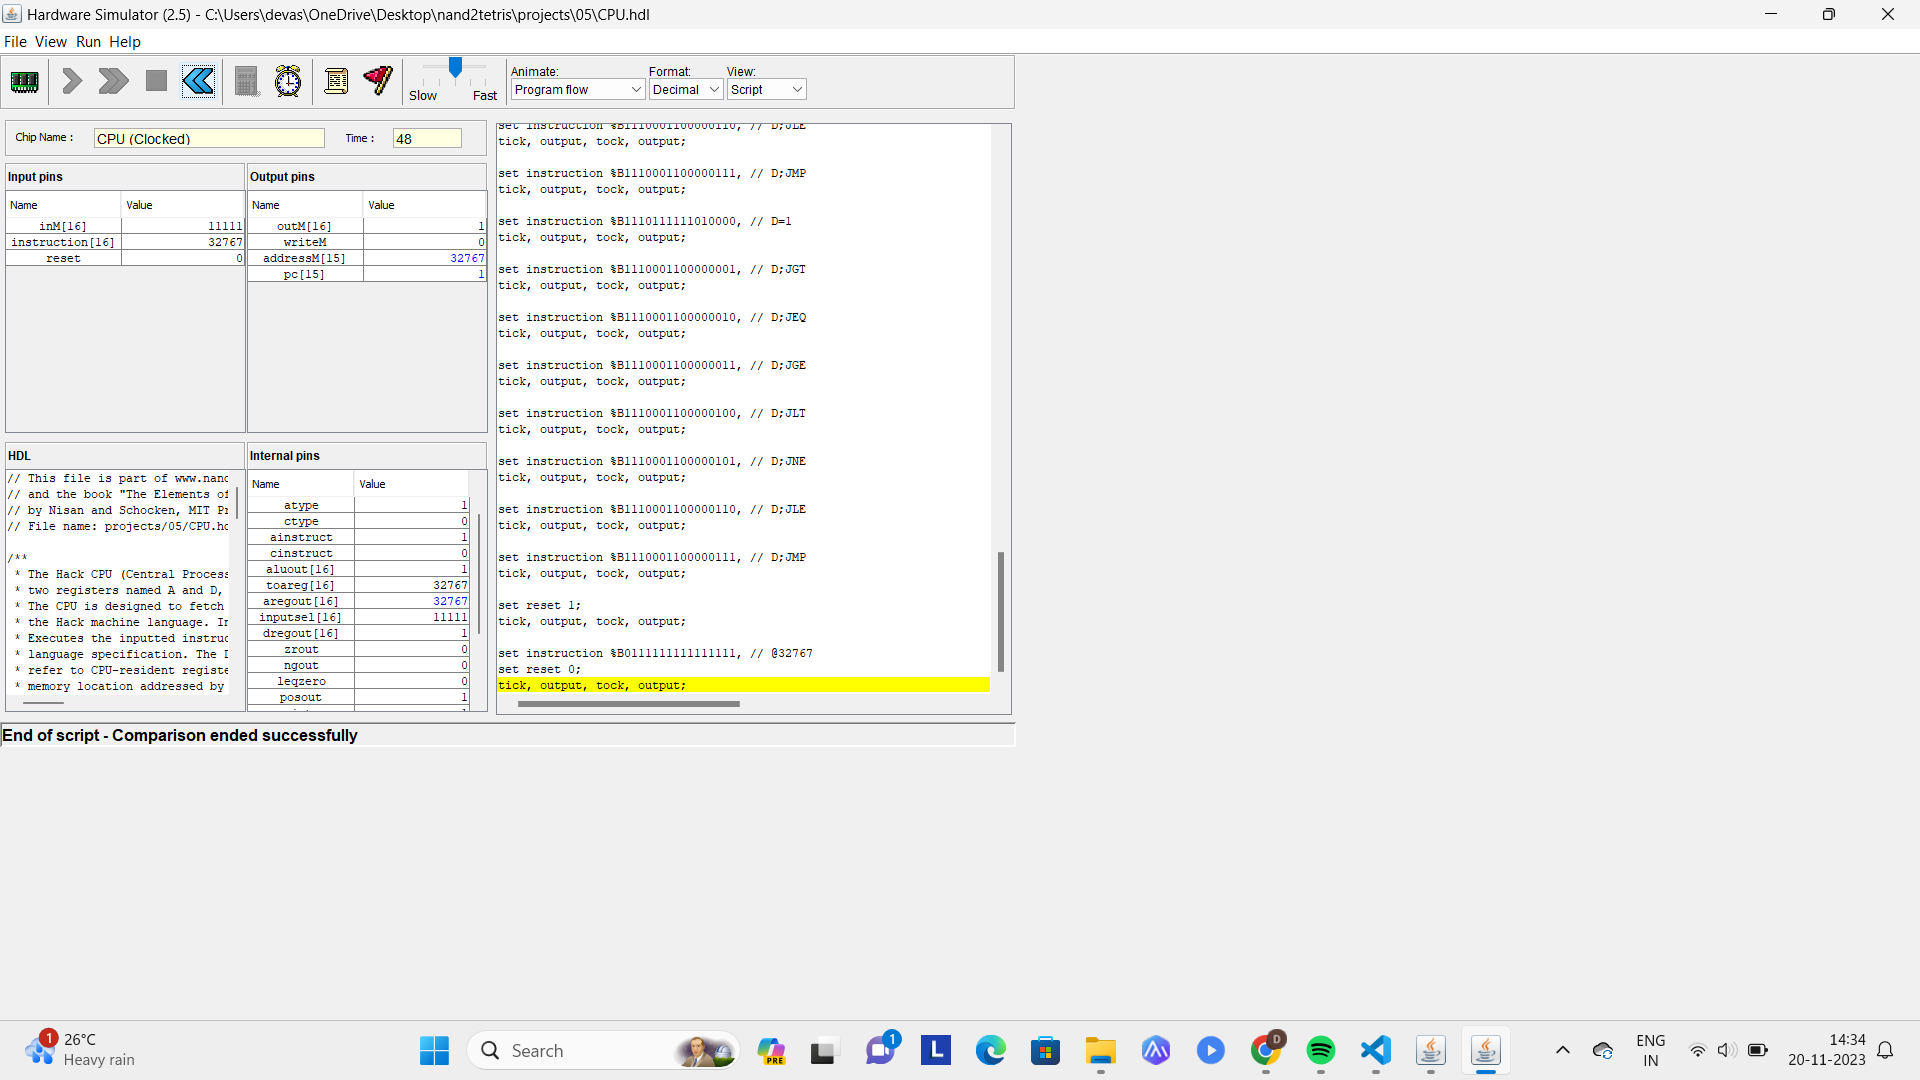 Hardware Simulator (2.5) - C:\Users\devas\OneDrive\Desktop\nand2tetris\projects\05\CPU.hdl
File View Run Help
Slow Fast
Animate: Format: View:
Program flow Decimal Script
Chip Name : CPU (Clocked) Time : 48
Input pins
Name Value
inM[16] 11111
instruction[16] 32767
reset 0
Output pins
Name Value
outM[16] 1
writeM 0
addressM[15] 32767
pc[15] 1
HDL
// This file is part of www.nand
// and the book "The Elements of
// by Nisan and Schocken, MIT Pr
// File name: projects/05/CPU.hd
/**
* The Hack CPU (Central Process
* two registers named A and D,
* The CPU is designed to fetch
* the Hack machine language. In
* Executes the inputted instruc
* language specification. The D
* refer to CPU-resident registe
* memory location addressed by
Internal pins
Name Value
atype 1
ctype 0
ainstruct 1
cinstruct 0
aluout[16] 1
toareg[16] 32767
aregout[16] 32767
inputsel[16] 11111
dregout[16] 1
zrout 0
ngout 0
leqzero 0
posout 1
set instruction %B1110001100000110, // D;JLE
tick, output, tock, output;
set instruction %B1110001100000111, // D;JMP
tick, output, tock, output;
set instruction %B1110111111010000, // D=1
tick, output, tock, output;
set instruction %B1110001100000001, // D;JGT
tick, output, tock, output;
set instruction %B1110001100000010, // D;JEQ
tick, output, tock, output;
set instruction %B1110001100000011, // D;JGE
tick, output, tock, output;
set instruction %B1110001100000100, // D;JLT
tick, output, tock, output;
set instruction %B1110001100000101, // D;JNE
tick, output, tock, output;
set instruction %B1110001100000110, // D;JLE
tick, output, tock, output;
set instruction %B1110001100000111, // D;JMP
tick, output, tock, output;
set reset 1;
tick, output, tock, output;
set instruction %B0111111111111111, // @32767
set reset 0;
tick, output, tock, output;
End of script - Comparison ended successfully
1 26°C
Heavy rain
Search
PRE
1
L
D
ENG
IN
14:34
20-11-2023